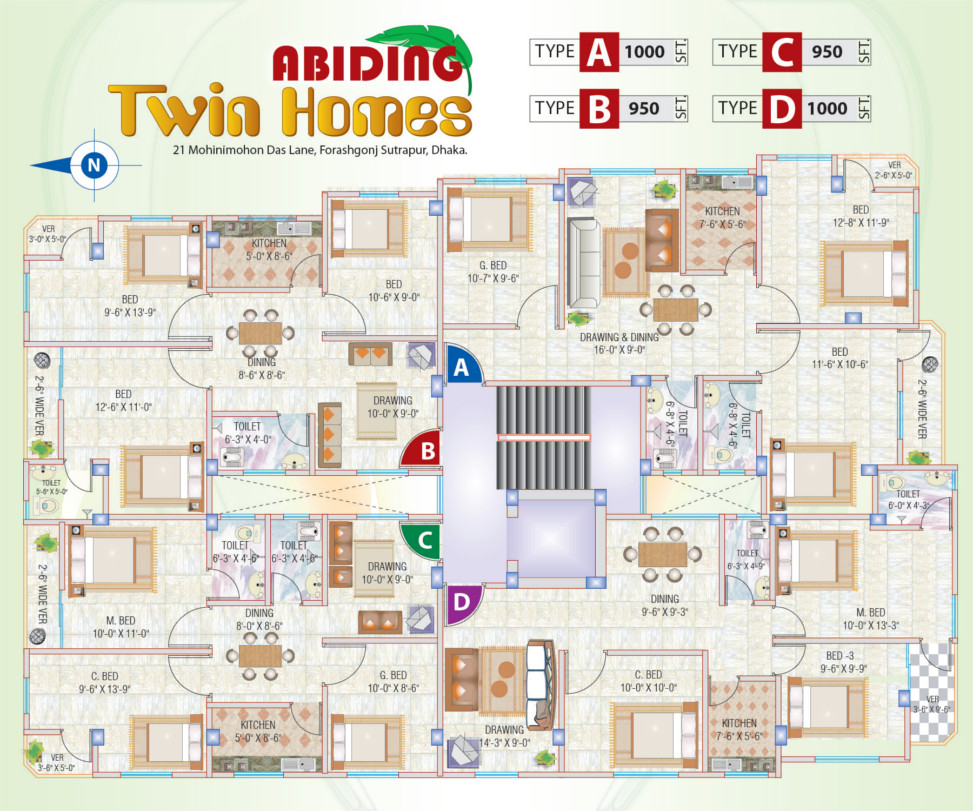 ABIDING
Twin Homes
21 Mohinimohon Das Lane, Forashgonj Sutrapur, Dhaka.
TYPE A 1000 SFT.
TYPE C 950 SFT.
TYPE B 950 SFT.
TYPE D 1000 SFT.
N
VER
2'-6" X 5'-0"
BED
12'-8" X 11'-9"
KITCHEN
7'-6" X 5'-6"
G. BED
10'-7" X 9'-6"
DRAWING & DINING
16'-0" X 9'-0"
BED
11'-6" X 10'-6"
2'-6" WIDE VER
TOILET
6'-8" X 4'-6"
TOILET
6'-8" X 4'-6"
TOILET
6'-0" X 4'-3"
A
VER
3'-0" X 5'-0"
BED
9'-6" X 13'-9"
KITCHEN
5'-0" X 8'-6"
BED
10'-6" X 9'-0"
DINING
8'-6" X 8'-6"
BED
12'-6" X 11'-0"
2'-6" WIDE VER
DRAWING
10'-0" X 9'-0"
TOILET
6'-3" X 4'-0"
B
TOILET
5'-6" X 5'-0"
C
TOILET
6'-3" X 4'-6"
TOILET
6'-3" X 4'-6"
DRAWING
10'-0" X 9'-0"
2'-6" WIDE VER
M. BED
10'-0" X 11'-0"
DINING
8'-0" X 8'-6"
C. BED
9'-6" X 13'-9"
G. BED
10'-0" X 8'-6"
KITCHEN
5'-0" X 8'-6"
VER
3'-6" X 5'-0"
D
TOILET
6'-3" X 4'-9"
DINING
9'-6" X 9'-3"
M. BED
10'-0" X 13'-3"
BED -3
9'-6" X 9'-9"
C. BED
10'-0" X 10'-0"
VER
3'-6" X 9'-6"
DRAWING
14'-3" X 9'-0"
KITCHEN
7'-6" X 5'-6"